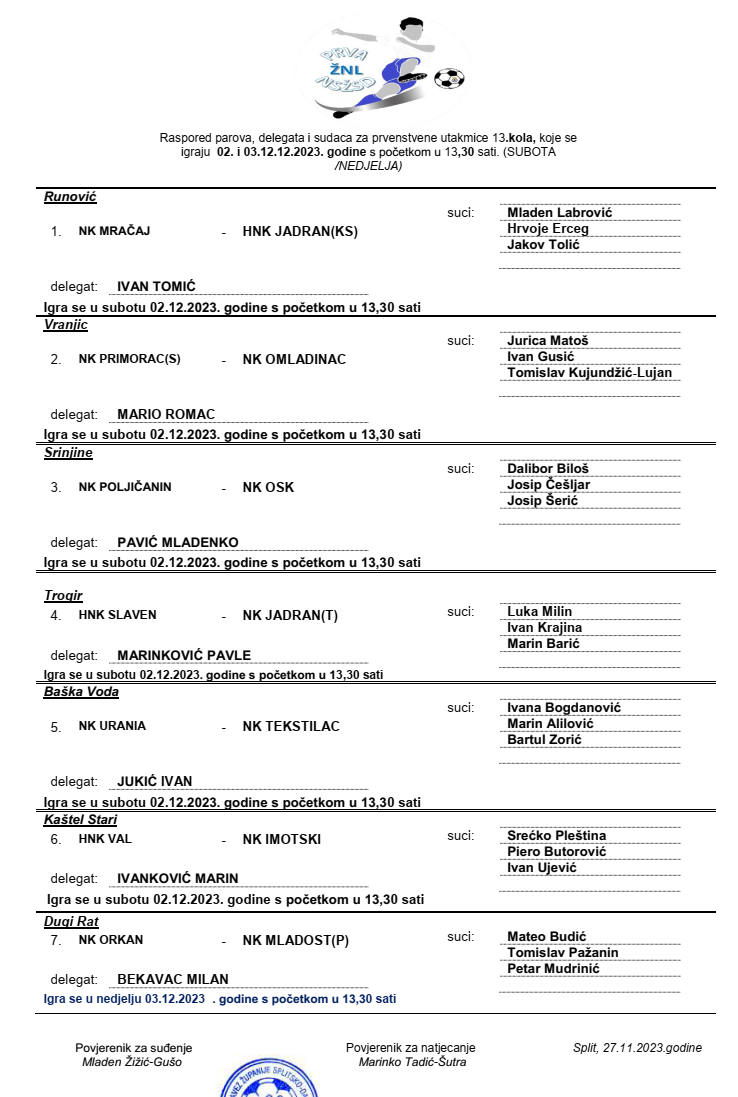 PRVA
ŽNL
NSŽSD
Raspored parova, delegata i sudaca za prvenstvene utakmice 13.kola, koje se
igraju 02. i 03.12.12.2023. godine s početkom u 13,30 sati. (SUBOTA
/NEDJELJA)
Runović
suci:
Mladen Labrović
Hrvoje Erceg
1. NK MRAČAJ - HNK JADRAN(KS)
Jakov Tolić
delegat: IVAN TOMIĆ
Igra se u subotu 02.12.2023. godine s početkom u 13,30 sati
Vranjic
suci:
Jurica Matoš
Ivan Gusić
2. NK PRIMORAC(S) - NK OMLADINAC
Tomislav Kujundžić-Lujan
delegat: MARIO ROMAC
Igra se u subotu 02.12.2023. godine s početkom u 13,30 sati
Srinjine
suci:
Dalibor Biloš
Josip Češljar
3. NK POLJIČANIN - NK OSK
Josip Šerić
delegat: PAVIĆ MLADENKO
Igra se u subotu 02.12.2023. godine s početkom u 13,30 sati
Trogir
4. HNK SLAVEN - NK JADRAN(T)
suci:
Luka Milin
Ivan Krajina
Marin Barić
delegat: MARINKOVIĆ PAVLE
Igra se u subotu 02.12.2023. godine s početkom u 13,30 sati
Baška Voda
suci:
Ivana Bogdanović
Marin Alilović
5. NK URANIA - NK TEKSTILAC
Bartul Zorić
delegat: JUKIĆ IVAN
Igra se u subotu 02.12.2023. godine s početkom u 13,30 sati
Kaštel Stari
suci:
Srećko Pleština
6. HNK VAL - NK IMOTSKI
Piero Butorović
Ivan Ujević
delegat: IVANKOVIĆ MARIN
Igra se u subotu 02.12.2023. godine s početkom u 13,30 sati
Dugi Rat
7. NK ORKAN - NK MLADOST(P)
suci:
Mateo Budić
Tomislav Pažanin
Petar Mudrinić
delegat: BEKAVAC MILAN
Igra se u nedjelju 03.12.2023 . godine s početkom u 13,30 sati
Povjerenik za suđenje
Mladen Žižić-Gušo
Povjerenik za natjecanje
Marinko Tadić-Šutra
Split, 27.11.2023.godine
ŽUPANIJE